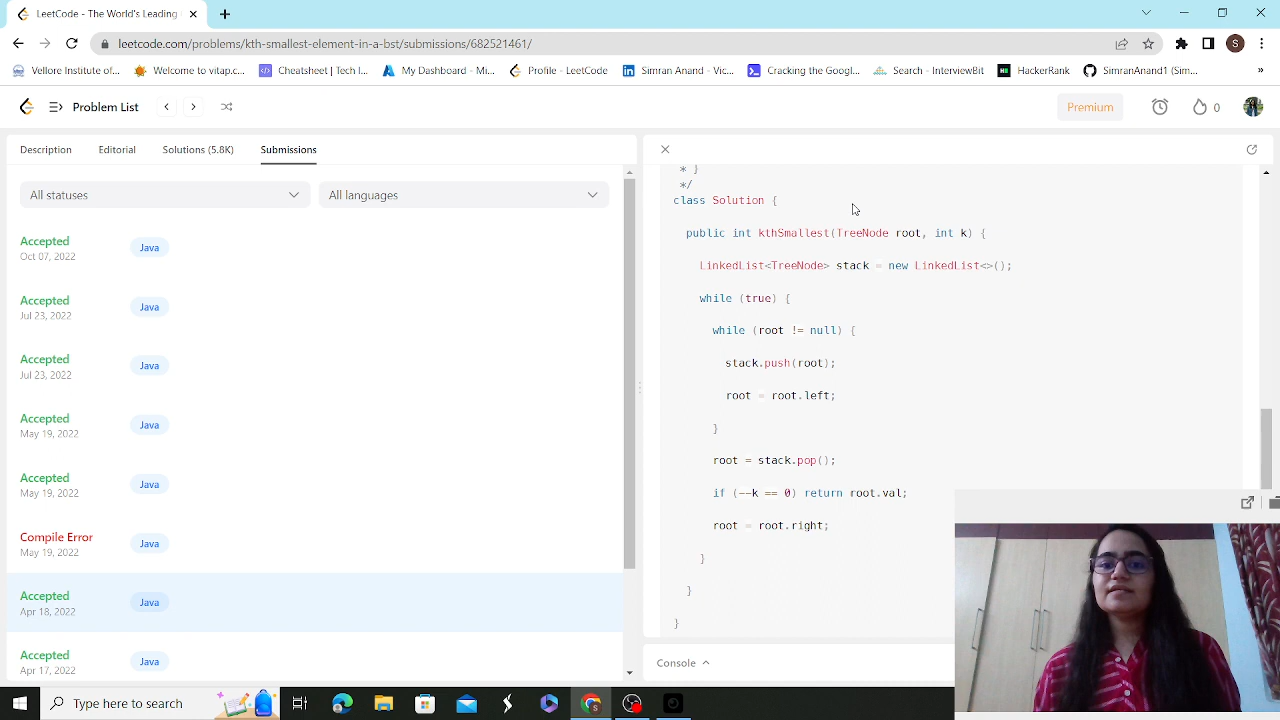 LeetCode - The World's Leading
leetcode.com/problems/kth-smallest-element-in-a-bst/submissions/682521461/
S
Vellore Institute of... Welcome to vtap.c... Codechef | Tech |... My Dashboard - Mi... Profile - LeetCode Simran Anand - Vic... Cracking the Googl... Search - InterviewBit HackerRank SimranAnand1 (Sim... »
Problem List Premium 0
Description Editorial Solutions (5.8K) Submissions
All statuses All languages
Accepted
Oct 07, 2022
Java
Accepted
Jul 23, 2022
Java
Accepted
Jul 23, 2022
Java
Accepted
May 19, 2022
Java
Accepted
May 19, 2022
Java
Compile Error
May 19, 2022
Java
Accepted
Apr 18, 2022
Java
Accepted
Apr 17, 2022
Java
* }
*/
class Solution {
public int kthSmallest(TreeNode root, int k) {
LinkedList<TreeNode> stack = new LinkedList<>();
while (true) {
while (root != null) {
stack.push(root);
root = root.left;
}
root = stack.pop();
if (--k == 0) return root.val;
root = root.right;
}
}
}
Console
Type here to search